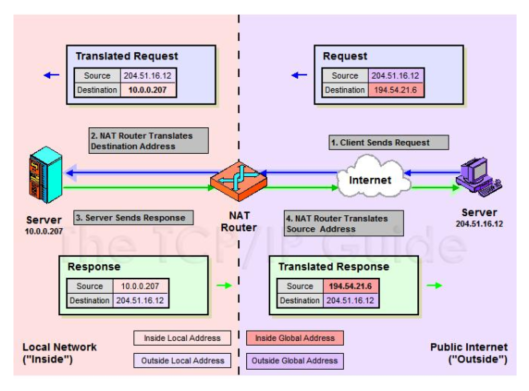 Translated Request
Source 204.51.16.12
Destination 10.0.0.207
Request
Source 204.51.16.12
Destination 194.54.21.6
2. NAT Router Translates
Destination Address
1. Client Sends Request
Internet
Server
10.0.0.207
3. Server Sends Response
NAT
Router
4. NAT Router Translates
Source Address
Server
204.51.16.12
The TCP/IP Guide
Response
Source 10.0.0.207
Destination 204.51.16.12
Translated Response
Source 194.54.21.6
Destination 204.51.16.12
Local Network
("Inside")
Inside Local Address
Outside Local Address
Inside Global Address
Outside Global Address
Public Internet
("Outside")